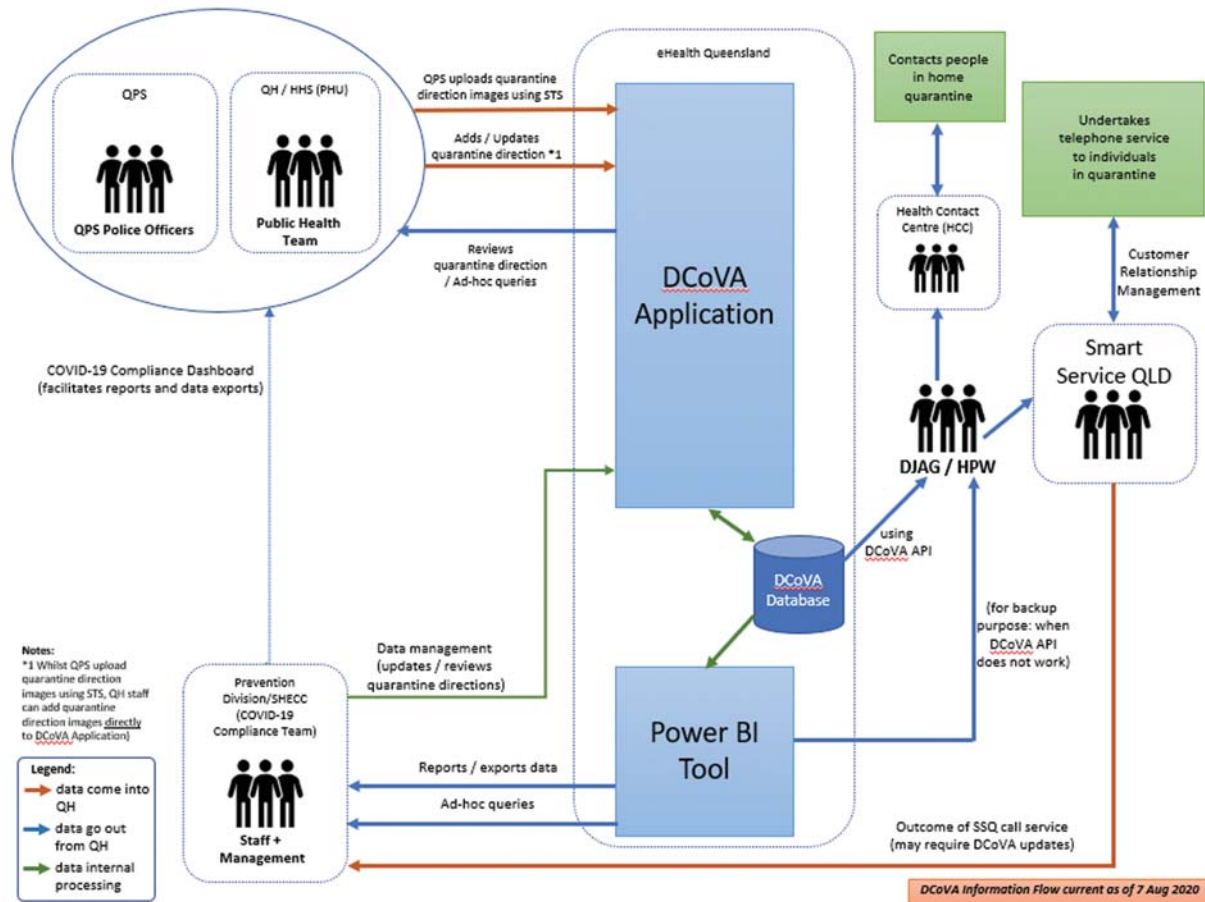 eHealth Queensland
QPS
QPS Police Officers
QH / HHS (PHU)
Public Health
Team
QPS uploads quarantine
direction images using STS
Adds / Updates
quarantine direction *1
Reviews
quarantine direction
/ Ad-hoc queries
DCoVA
Application
Contacts people
in home
quarantine
Undertakes
telephone service
to individuals
in quarantine
Health Contact
Centre (HCC)
Customer
Relationship
Management
Smart
Service QLD
DJAG / HPW
COVID-19 Compliance Dashboard
(facilitates reports and data exports)
using
DCoVA API
DCoVA
Database
(for backup
purpose: when
DCoVA API
does not work)
Data management
(updates / reviews
quarantine directions)
Notes:
*1 Whilst QPS upload
quarantine direction
images using STS, QH staff
can add quarantine
direction images directly
to DCoVA Application)
Prevention
Division/SHECC
(COVID-19
Compliance Team)
Staff +
Management
Power BI
Tool
Reports / exports data
Ad-hoc queries
Legend:
data come into
QH
data go out
from QH
data internal
processing
Outcome of SSQ call service
(may require DCoVA updates)
DCoVA Information Flow current as of 7 Aug 2020